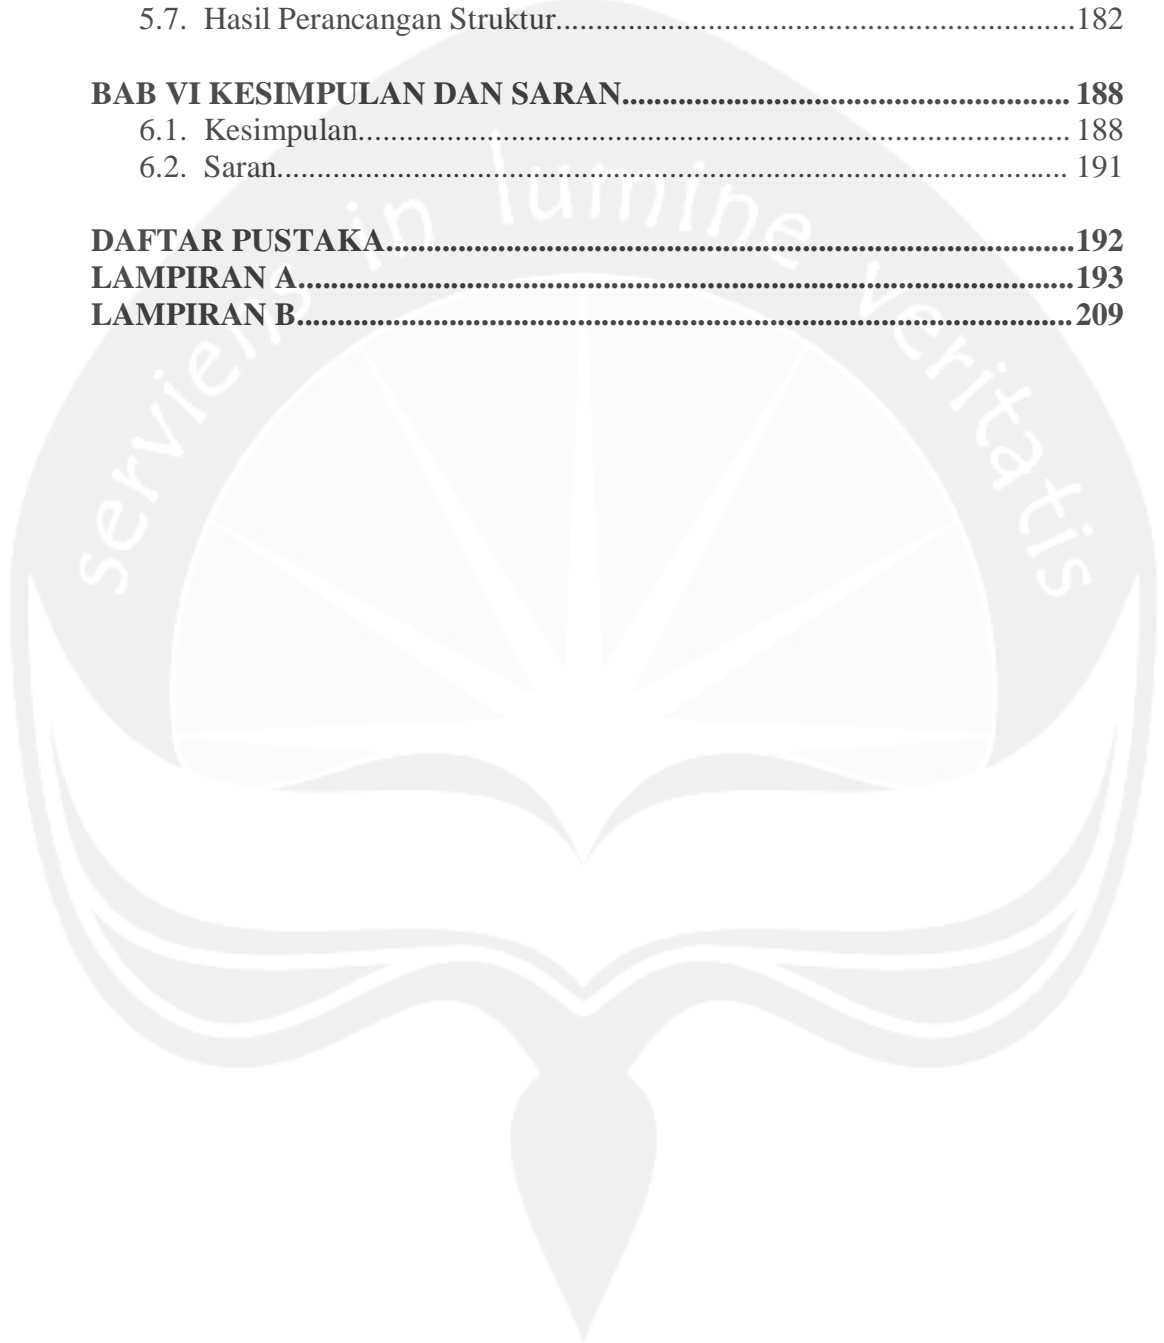 5.7. Hasil Perancangan Struktur.................................................................182
BAB VI KESIMPULAN DAN SARAN....................................................... 188
6.1. Kesimpulan......................................................................................... 188
6.2. Saran................................................................................................... 191
DAFTAR PUSTAKA.....................................................................................192
LAMPIRAN A................................................................................................193
LAMPIRAN B................................................................................................209
serviens in lumine veritatis